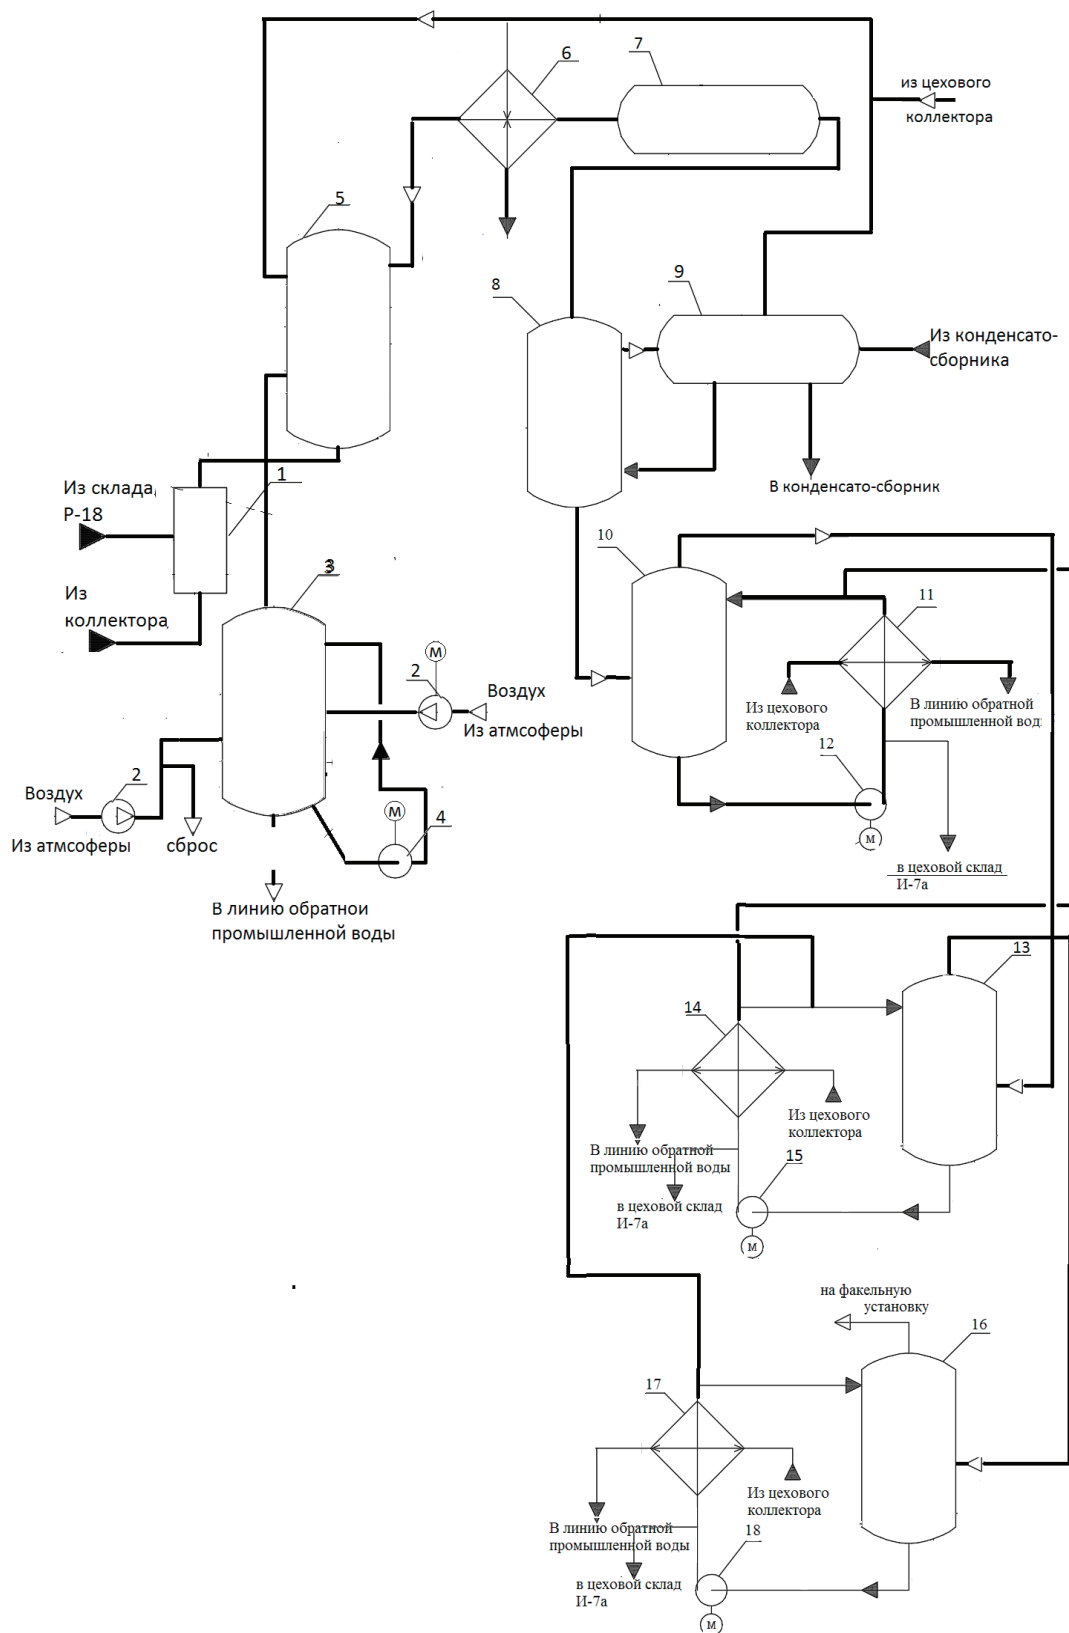 6
7
из цехового
коллектора
5
8
9
Из конденсато-
сборника
В конденсато-сборник
Из склада
Р-18
1
Из
коллектора
3
10
11
М
2
Воздух
Из атмосферы
Из цехового
коллектора
В линию обратной
промышленной вод
12
М
2
Воздух
Из атмсоферы
сброс
М
4
в цеховой склад
И-7а
В линию обратнои
промышленной воды
13
14
Из цехового
коллектора
В линию обратной
промышленной воды
15
в цеховой склад
И-7а
М
на факельную
установку
16
17
Из цехового
коллектора
В линию обратной
промышленной воды
18
в цеховой склад
И-7а
М